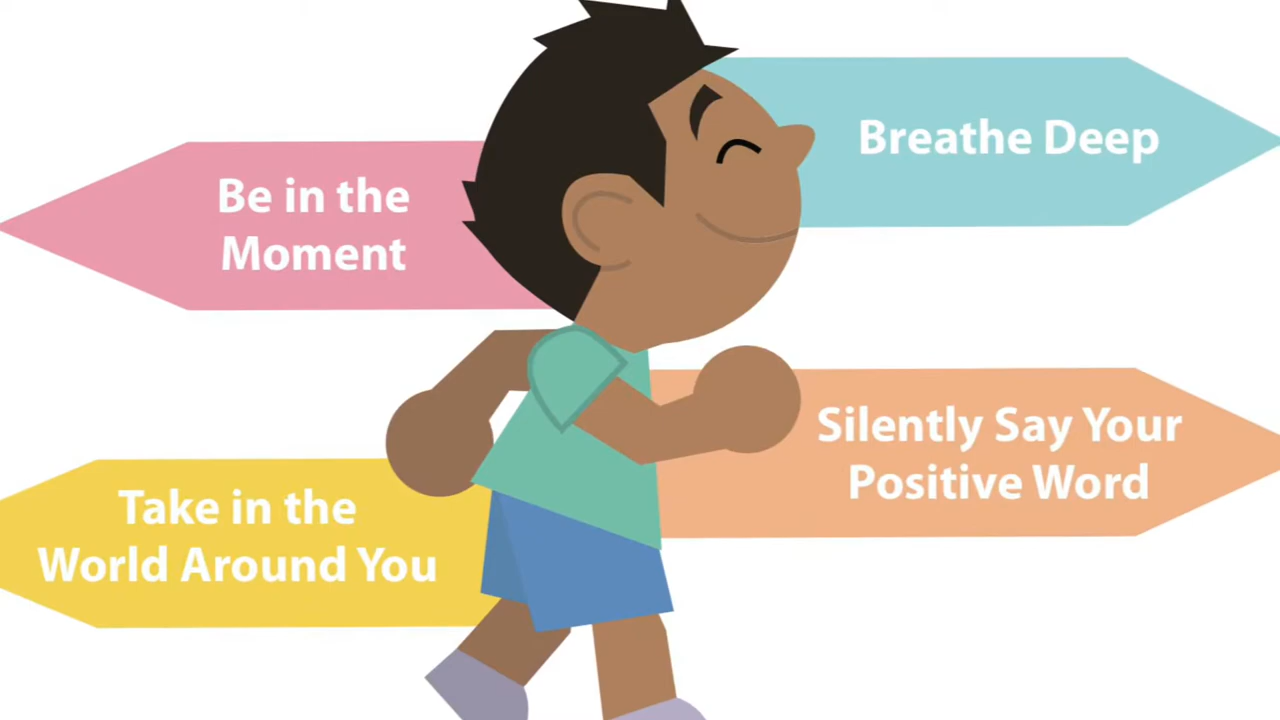 Be in the
Moment
Breathe Deep
Take in the
World Around You
Silently Say Your
Positive Word